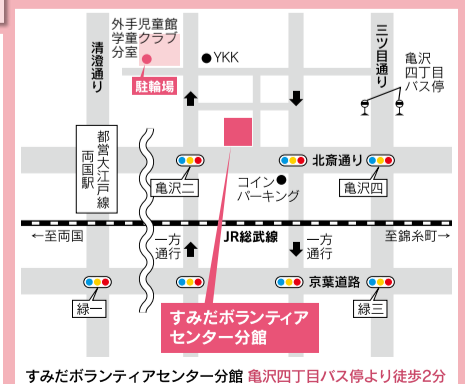 外手児童館
学童クラブ
分室
YKK
清澄通り
三ツ目通り
亀沢
四丁目
バス停
駐輪場
都営大江戸線
両国駅
北斎通り
亀沢二
コイン
パーキング
亀沢四
←至両国
一方
通行
JR総武線
一方
通行
至錦糸町→
京葉道路
緑一
緑三
すみだボランティア
センター分館
すみだボランティアセンター分館 亀沢四丁目バス停より徒歩2分